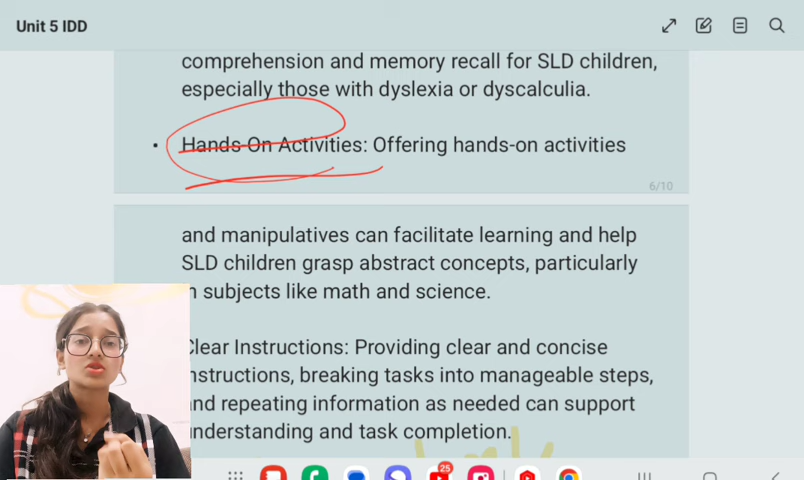 Unit 5 IDD
comprehension and memory recall for SLD children,
especially those with dyslexia or dyscalculia.
• Hands-On Activities: Offering hands-on activities
6/10
and manipulatives can facilitate learning and help
SLD children grasp abstract concepts, particularly
n subjects like math and science.
Clear Instructions: Providing clear and concise
nstructions, breaking tasks into manageable steps,
and repeating information as needed can support
understanding and task completion.
25